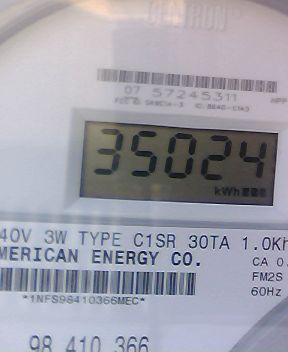 CENTRON
07 57245311
35024
kWh
40V 3W TYPE C1SR 30TA 1.0Kh
MERICAN ENERGY CO.
CA 0.
FM2S
*1NFS98410366MEC*
60Hz
98 410 366